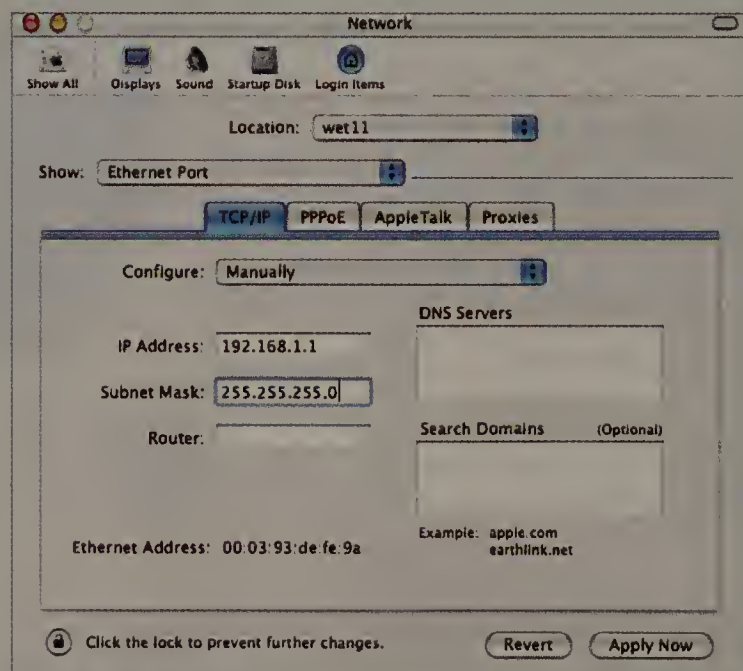 Network
Show All Displays Sound Startup Disk Login Items
Location: wet11
Show: Ethernet Port
TCP/IP PPPoE AppleTalk Proxies
Configure: Manually
DNS Servers
IP Address: 192.168.1.1
Subnet Mask: 255.255.255.0
Router:
Search Domains (Optional)
Ethernet Address: 00:03:93:de:fe:9a
Example: apple.com
earthlink.net
Click the lock to prevent further changes.
Revert Apply Now